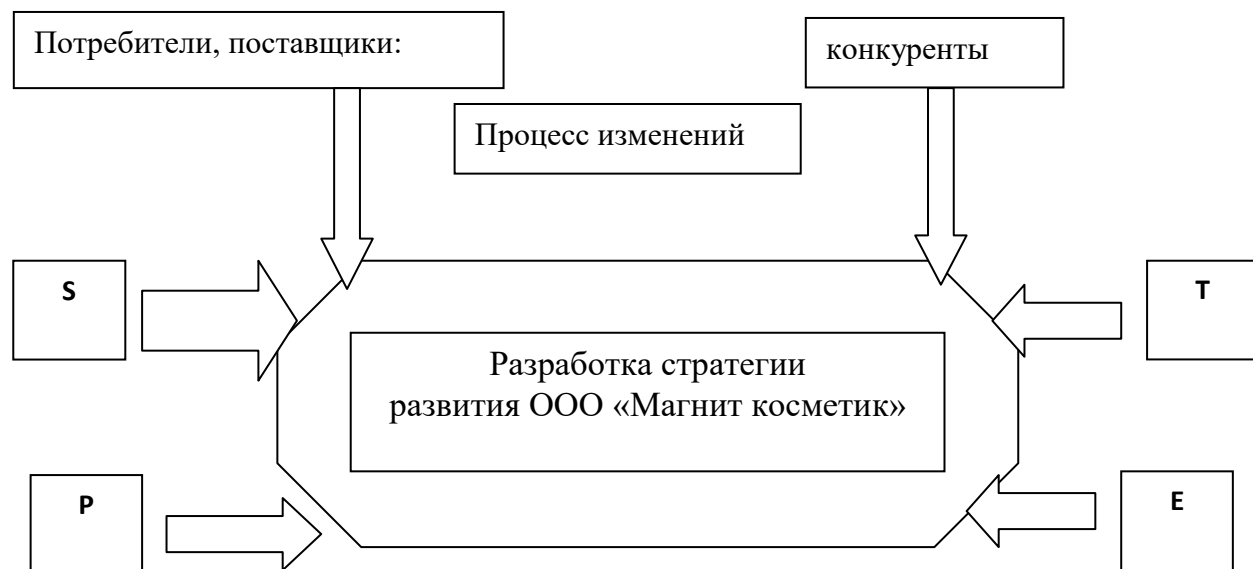 Потребители, поставщики:
конкуренты
Процесс изменений
S
T
Разработка стратегии
развития ООО «Магнит косметик»
P
E